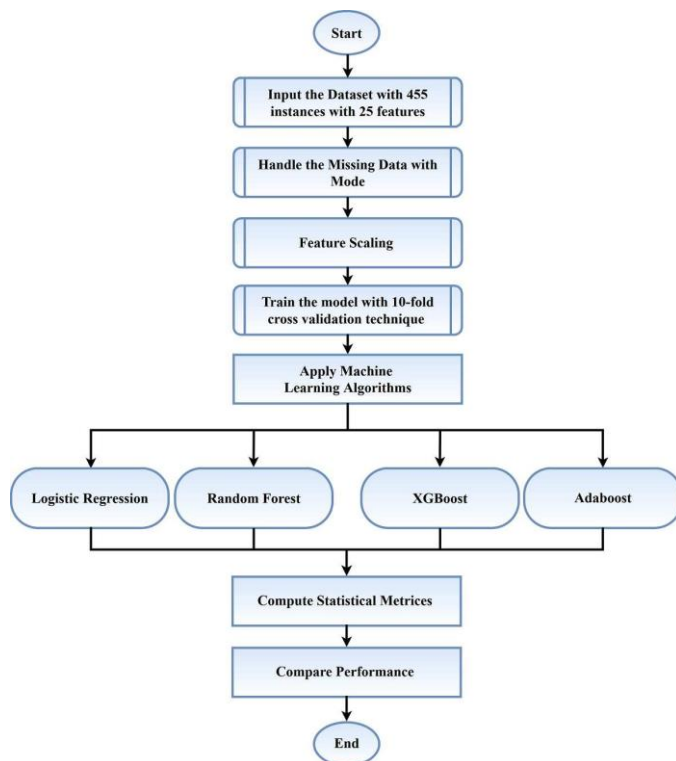 Start
Input the Dataset with 455
instances with 25 features
Handle the Missing Data with
Mode
Feature Scaling
Train the model with 10-fold
cross validation technique
Apply Machine
Learning Algorithms
Logistic Regression
Random Forest
XGBoost
Adaboost
Compute Statistical Metrices
Compare Performance
End